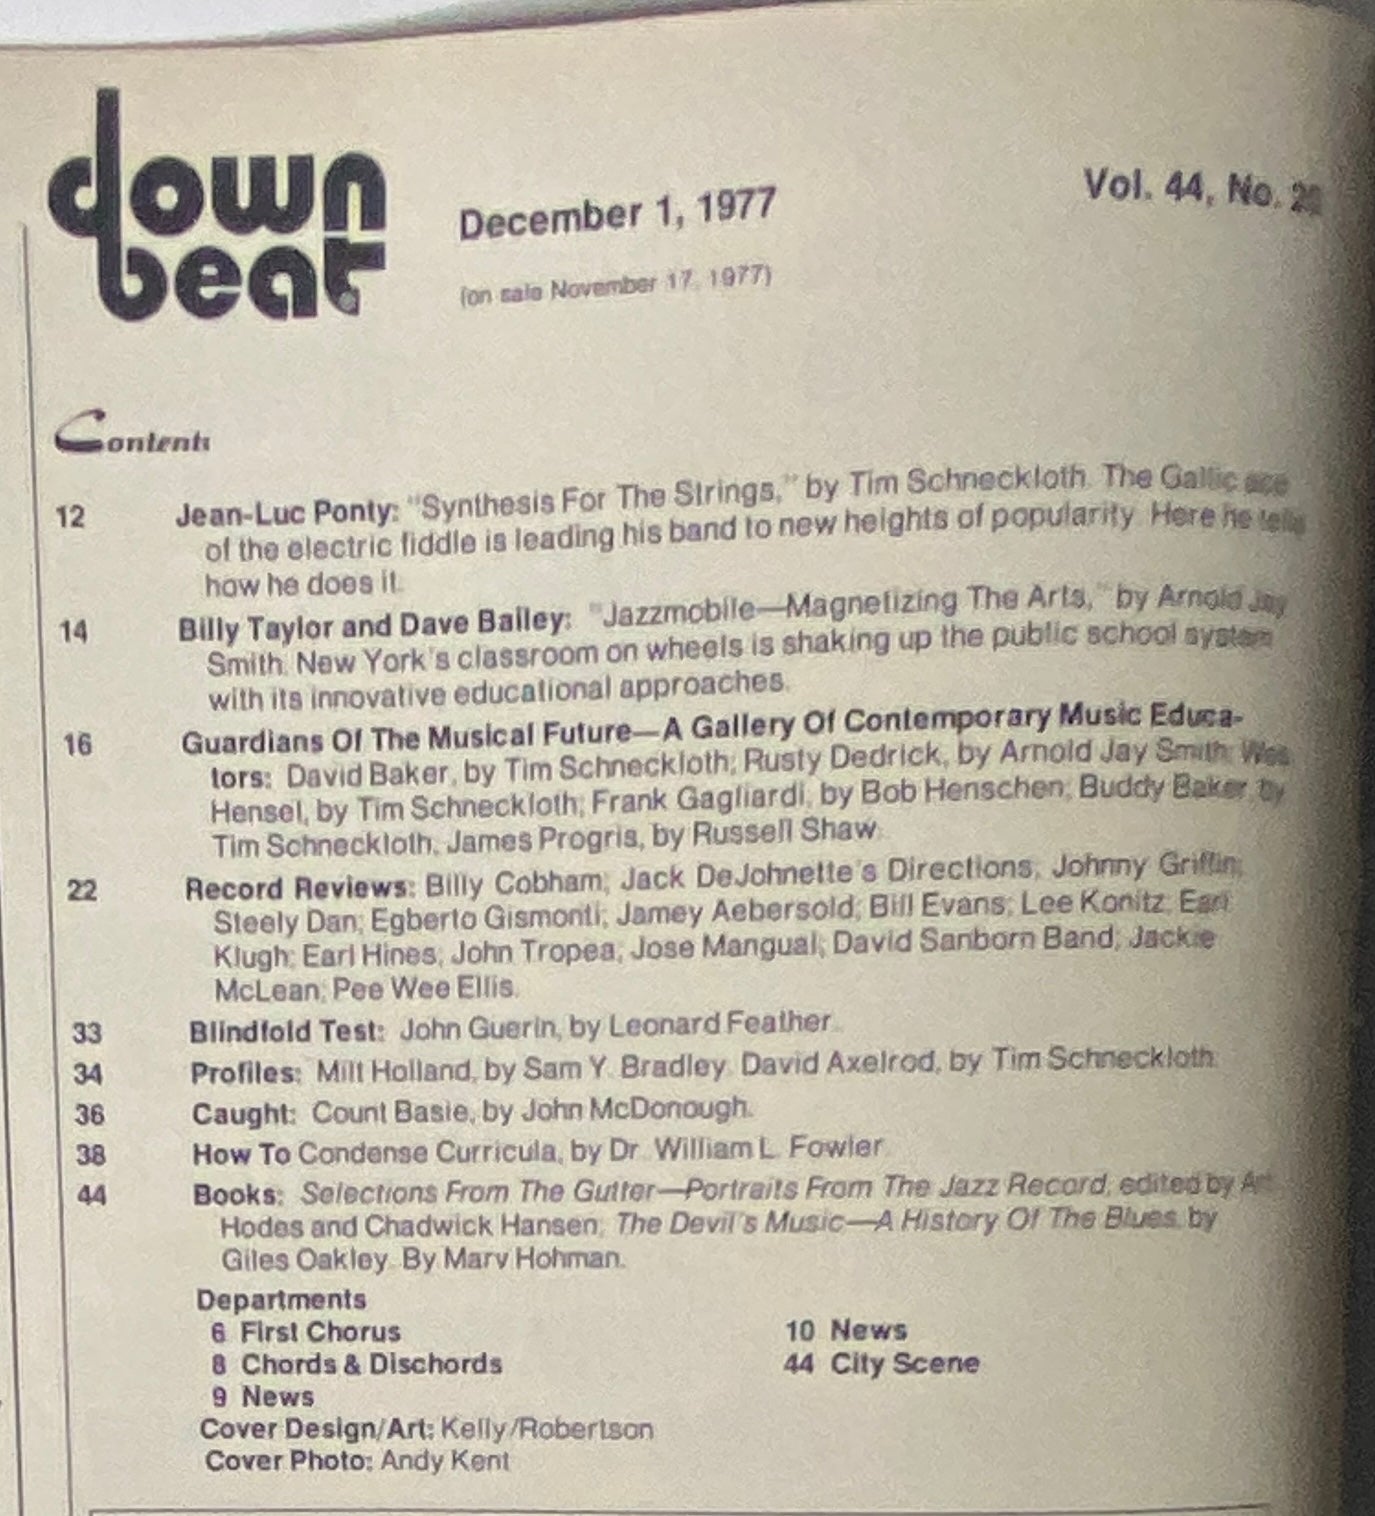 down
beat
December 1, 1977
(on sale November 17, 1977)
Vol. 44, No.
Contents
12 Jean-Luc Ponty: "Synthesis For The Strings," by Tim Schneckloth. The Gallic ace
of the electric fiddle is leading his band to new heights of popularity. Here he tells
how he does it.
14 Billy Taylor and Dave Bailey: "Jazzmobile—Magnetizing The Arts," by Arnold Jay
Smith. New York's classroom on wheels is shaking up the public school system
with its innovative educational approaches.
16 Guardians Of The Musical Future—A Gallery Of Contemporary Music Educa-
tors: David Baker, by Tim Schneckloth; Rusty Dedrick, by Arnold Jay Smith; Wes
Hensel, by Tim Schneckloth; Frank Gagliardi, by Bob Henschen; Buddy Baker, by
Tim Schneckloth; James Progris, by Russell Shaw.
22 Record Reviews: Billy Cobham; Jack DeJohnette's Directions; Johnny Griffin;
Steely Dan; Egberto Gismonti; Jamey Aebersold; Bill Evans; Lee Konitz; Earl
Klugh; Earl Hines; John Tropea; Jose Mangual; David Sanborn Band; Jackie
McLean; Pee Wee Ellis.
33 Blindfold Test: John Guerin, by Leonard Feather.
34 Profiles: Milt Holland, by Sam Y. Bradley. David Axelrod, by Tim Schneckloth.
36 Caught: Count Basie, by John McDonough.
38 How To Condense Curricula, by Dr. William L. Fowler.
44 Books: Selections From The Gutter—Portraits From The Jazz Record, edited by Art
Hodes and Chadwick Hansen; The Devil's Music—A History Of The Blues, by
Giles Oakley. By Marv Hohman.
Departments
6 First Chorus
8 Chords & Dischords
9 News
10 News
44 City Scene
Cover Design/Art: Kelly/Robertson
Cover Photo: Andy Kent